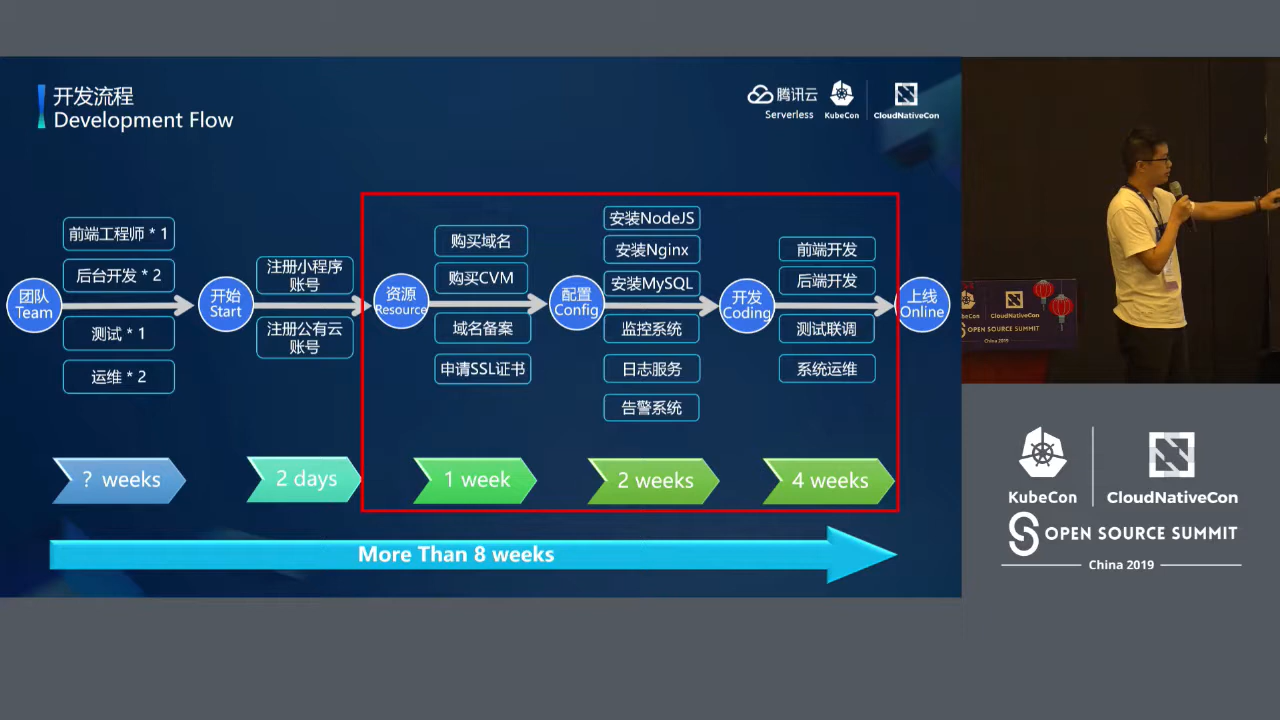 开发流程
Development Flow
腾讯云
Serverless
KubeCon
CloudNativeCon
团队
Team
前端工程师 * 1
后台开发 * 2
测试 * 1
运维 * 2
开始
Start
注册小程序
账号
注册公有云
账号
资源
Resource
购买域名
购买CVM
域名备案
申请SSL证书
配置
Config
安装NodeJS
安装Nginx
安装MySQL
监控系统
日志服务
告警系统
开发
Coding
前端开发
后端开发
测试联调
系统运维
上线
Online
? weeks
2 days
1 week
2 weeks
4 weeks
More Than 8 weeks
CloudNativeCon
OPEN SOURCE SUMMIT
China 2019
KubeCon
CloudNativeCon
OPEN SOURCE SUMMIT
China 2019